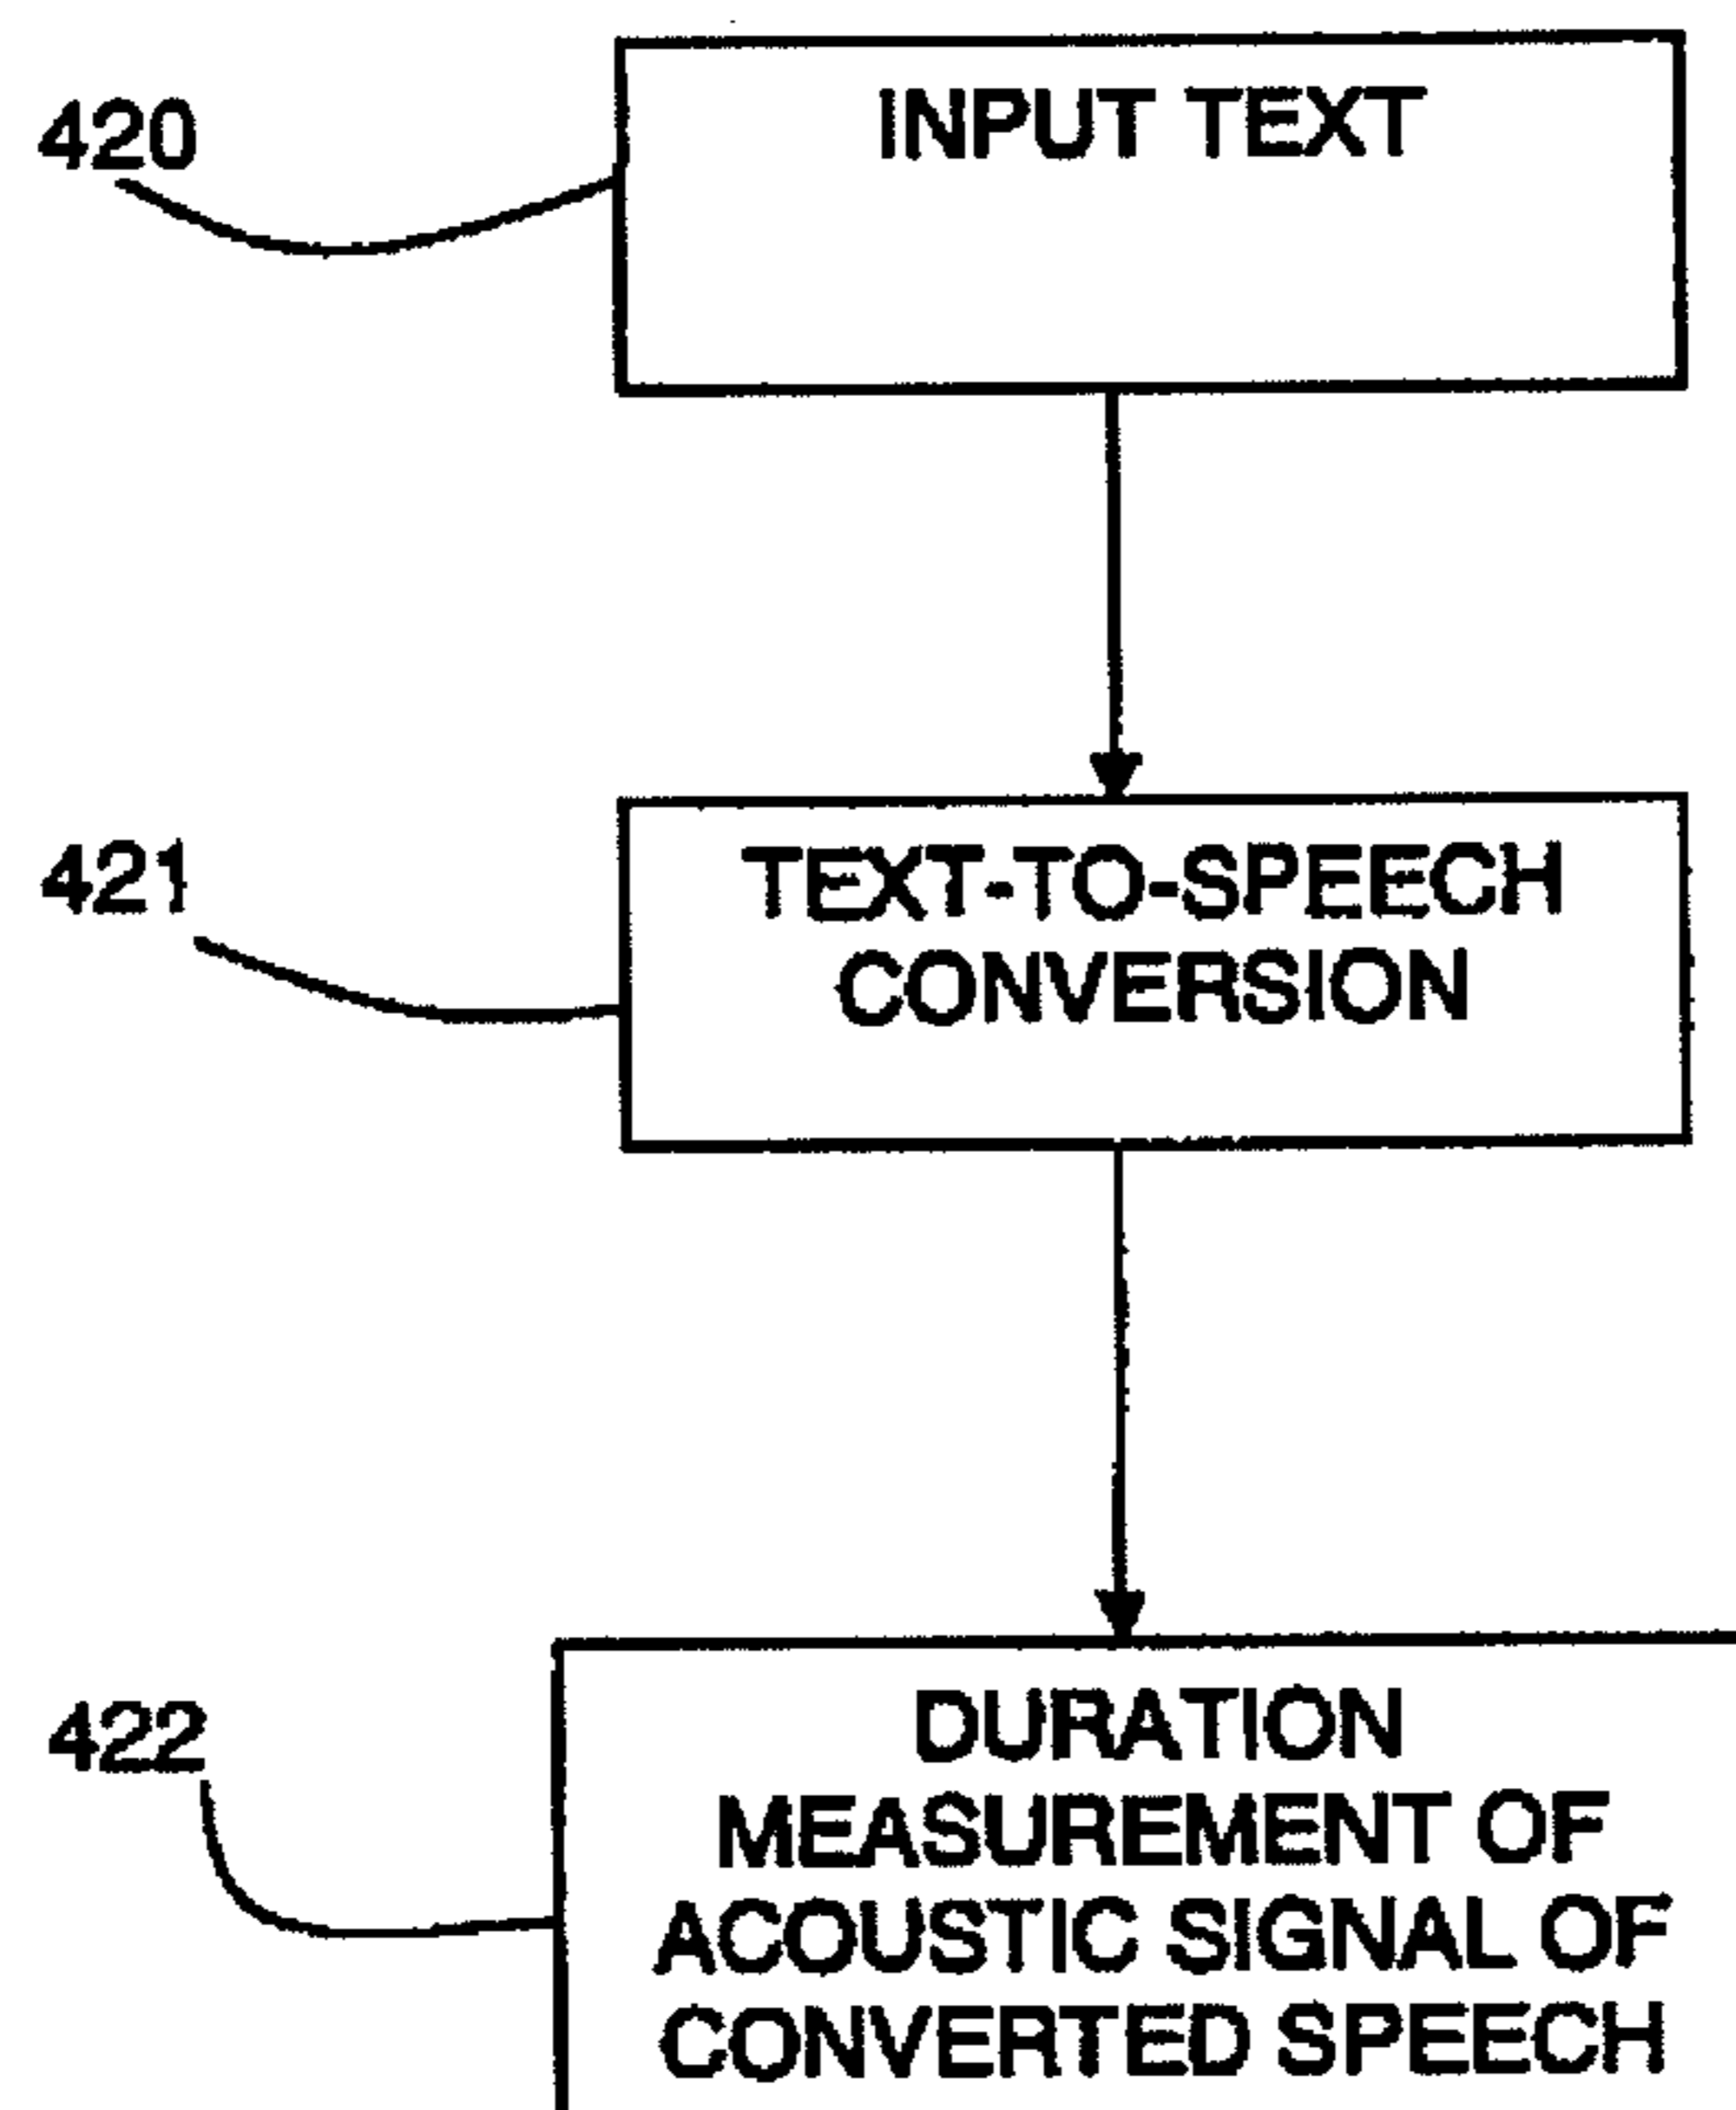 420
INPUT TEXT
421
TEXT-TO-SPEECH
CONVERSION
422
DURATION
MEASUREMENT OF
ACOUSTIC SIGNAL OF
CONVERTED SPEECH